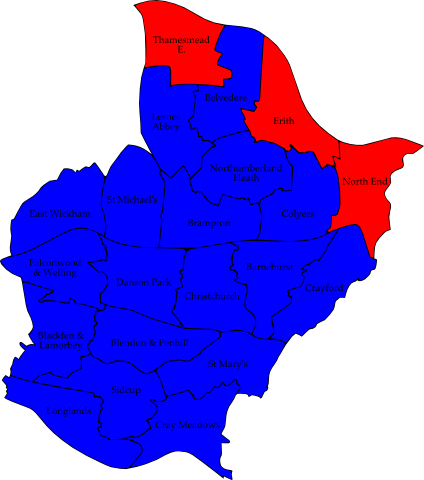 Thamesmead
E.
Belvedere
Lesnes
Abbey
Erith
Northumberland
Heath
North End
St Michael's
East Wickham
Brampton
Colyers
Falconwood
& Welling
Danson Park
Christchurch
Barnehurst
Crayford
Blackfen &
Lamorbey
Blendon & Penhill
St Mary's
Sidcup
Longlands
Cray Meadows